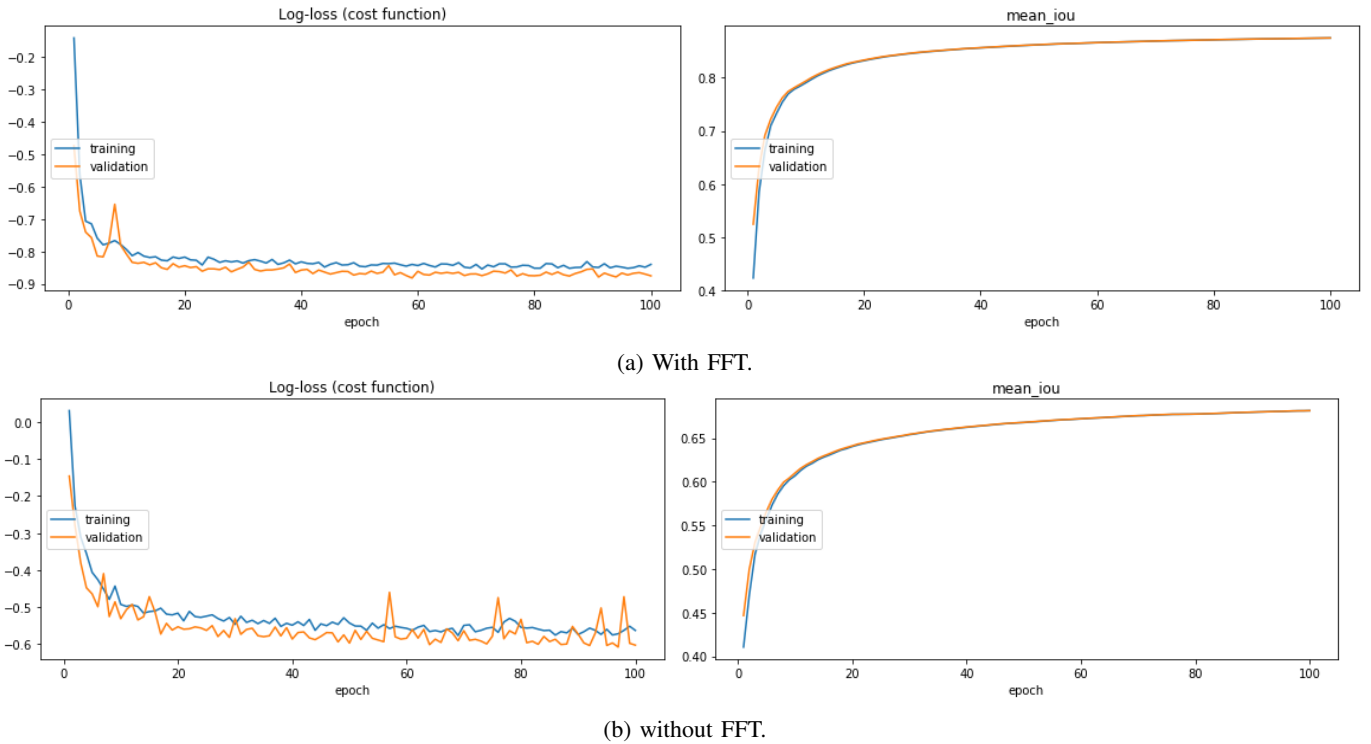 Log-loss (cost function)
−0.2
−0.3
−0.4
−0.5
−0.6
−0.7
−0.8
−0.9
training
validation
0 20 40 60 80 100
epoch
mean_iou
0.8
0.7
0.6
0.5
0.4
training
validation
0 20 40 60 80 100
epoch
(a) With FFT.
Log-loss (cost function)
0.0
−0.1
−0.2
−0.3
−0.4
−0.5
−0.6
training
validation
0 20 40 60 80 100
epoch
mean_iou
0.65
0.60
0.55
0.50
0.45
0.40
training
validation
0 20 40 60 80 100
epoch
(b) without FFT.